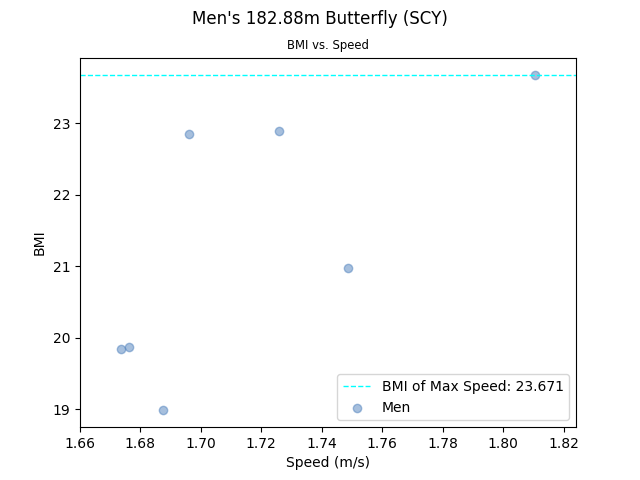 Men's 182.88m Butterfly (SCY)
BMI vs. Speed
BMI
23
22
21
20
19
BMI of Max Speed: 23.671
Men
1.66 1.68 1.70 1.72 1.74 1.76 1.78 1.80 1.82
Speed (m/s)